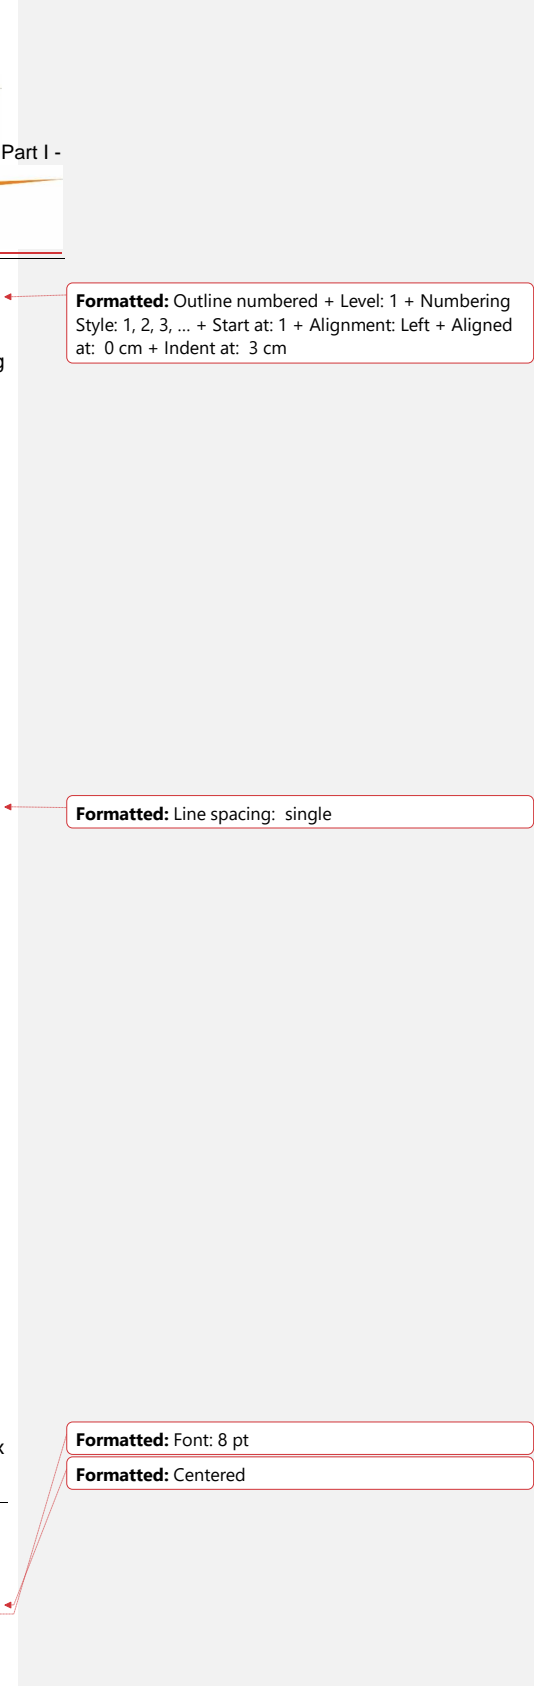 Part I -
Formatted: Outline numbered + Level: 1 + Numbering
Style: 1, 2, 3, … + Start at: 1 + Alignment: Left + Aligned
at:  0 cm + Indent at:  3 cm
g
Formatted: Line spacing:  single
Formatted: Font: 8 pt
x
Formatted: Centered